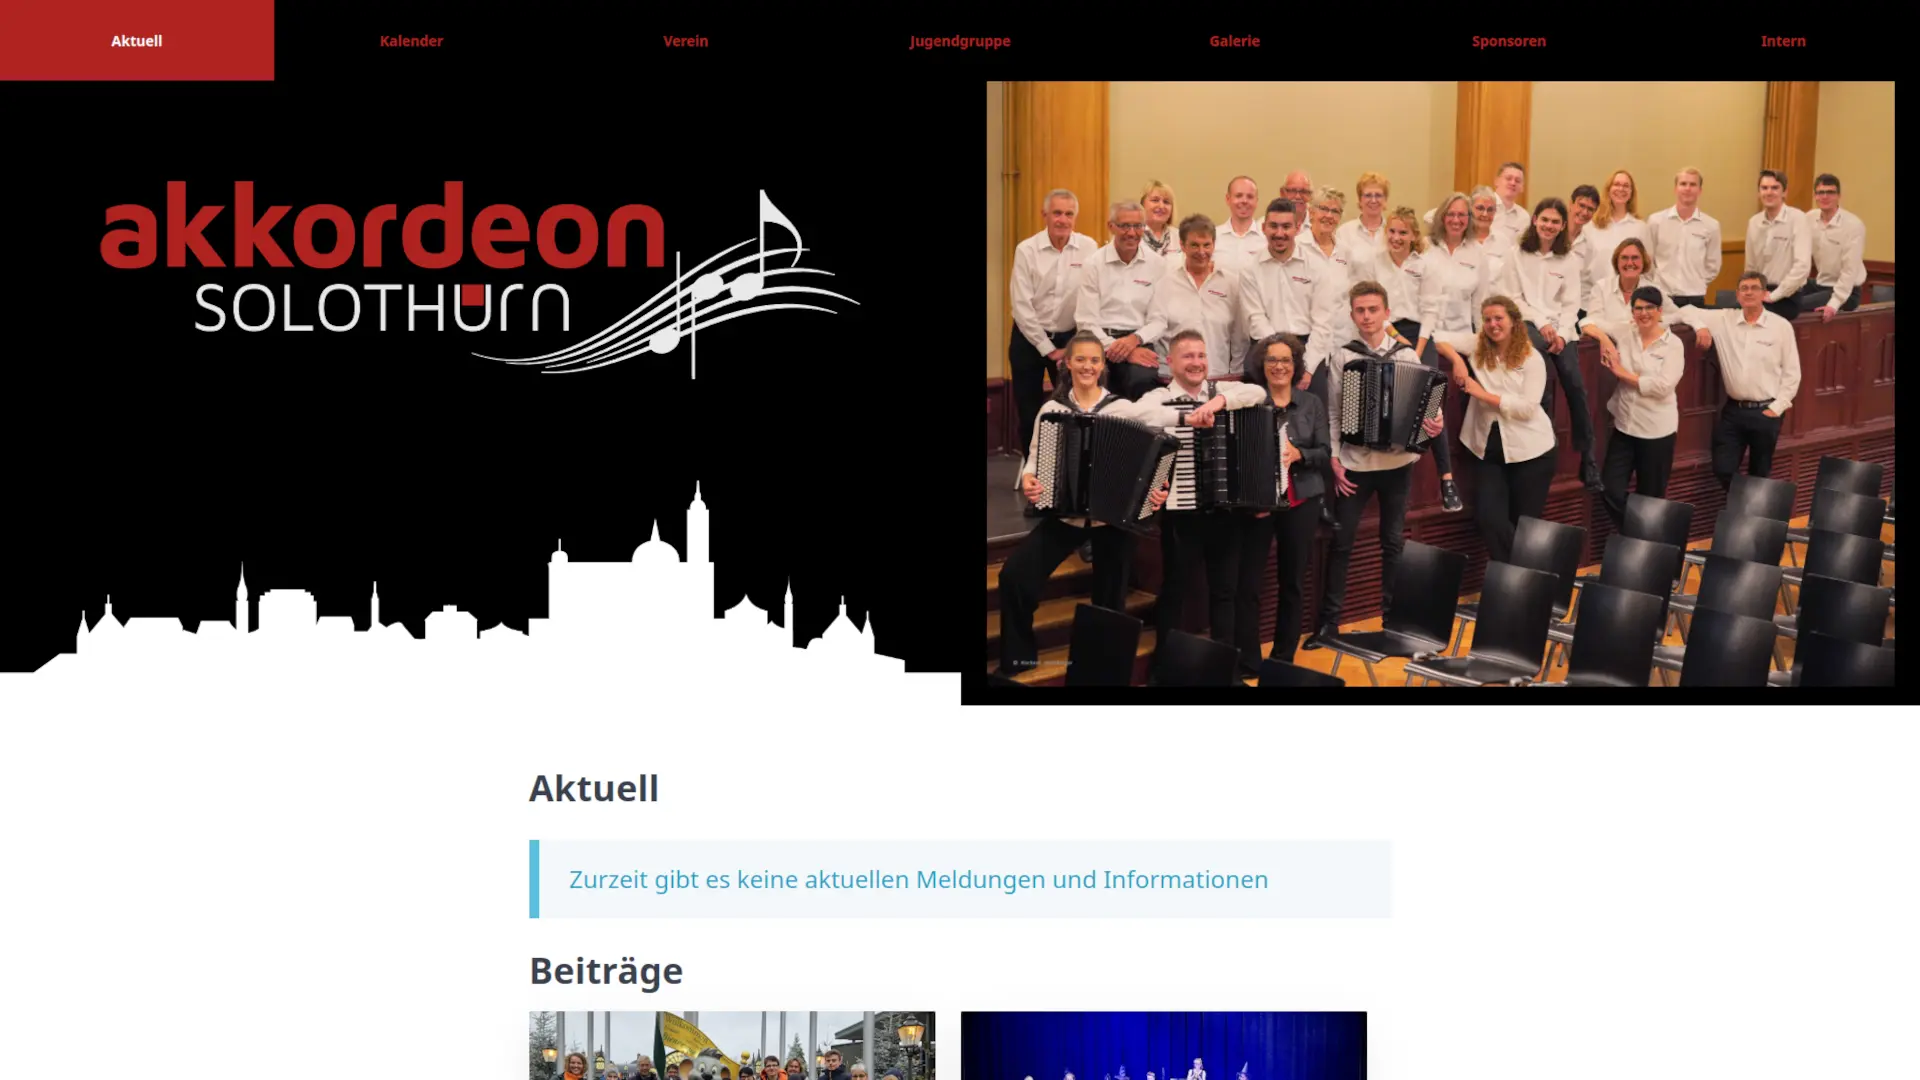 Aktuell
Kalender
Verein
Jugendgruppe
Galerie
Sponsoren
Intern
akkordeon
SOLOTHURN
Aktuell
Zurzeit gibt es keine aktuellen Meldungen und Informationen
Beiträge